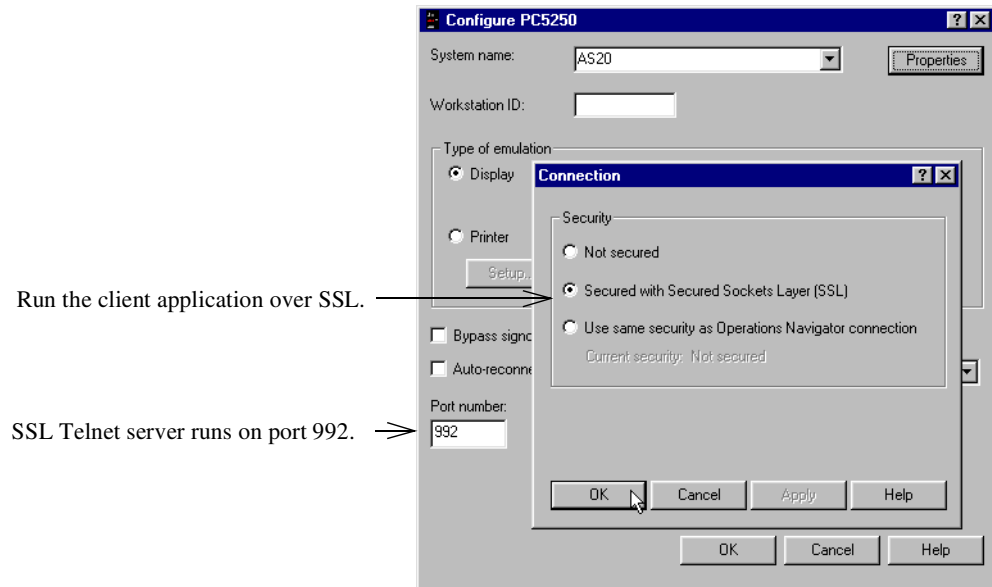 Configure PC5250
System name:
AS20
Properties
Workstation ID:
Type of emulation
Display
Connection
Security
Printer
Not secured
Setup..
Run the client application over SSL.
Secured with Secured Sockets Layer (SSL)
Use same security as Operations Navigator connection
Bypass signo
Current security: Not secured
Auto-reconne
Port number:
SSL Telnet server runs on port 992.
992
OK
Cancel
Apply
Help
OK
Cancel
Help